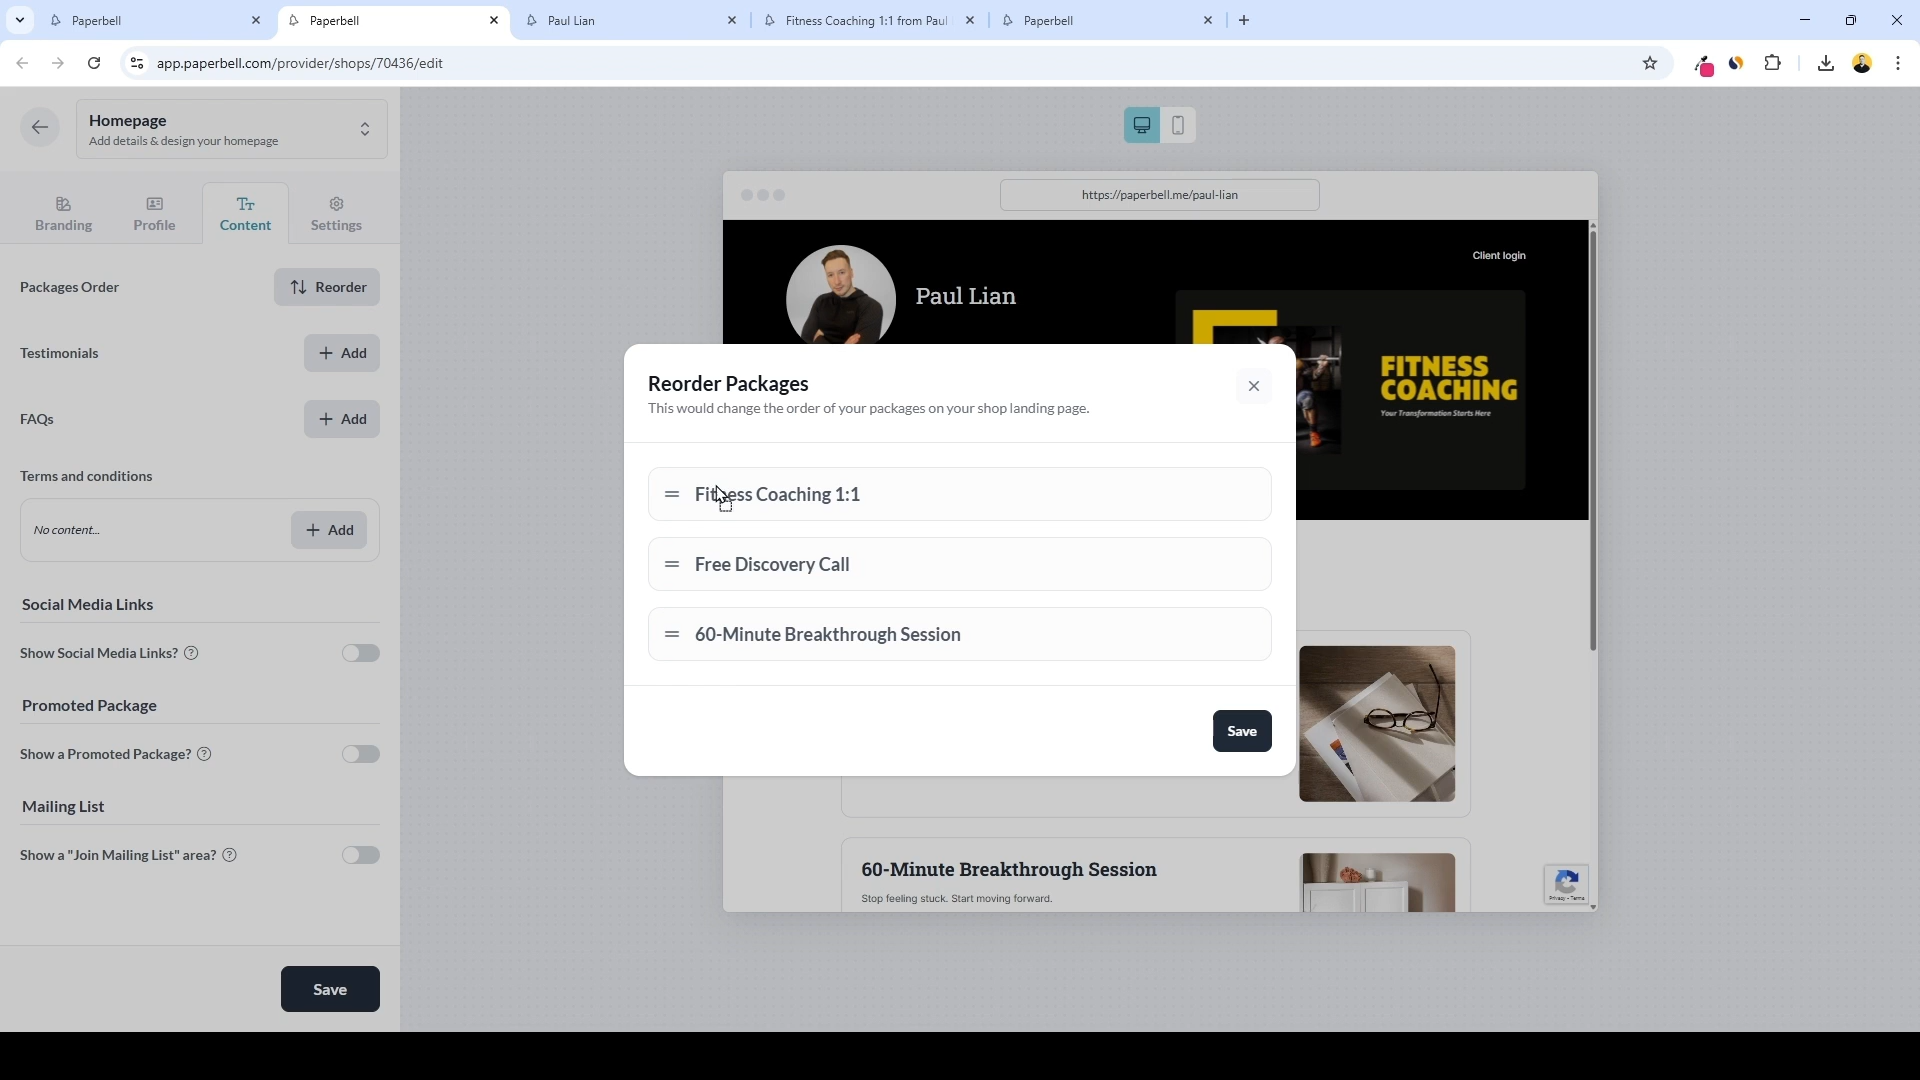 Paperbell
Paperbell
Paul Lian
Fitness Coaching 1:1 from Paul
Paperbell
app.paperbell.com/provider/shops/70436/edit
Homepage
Add details & design your homepage
Branding
Profile
Content
Settings
Packages Order
Reorder
Testimonials
Add
FAQs
Add
Terms and conditions
No content...
Add
Social Media Links
Show Social Media Links?
Promoted Package
Show a Promoted Package?
Mailing List
Show a "Join Mailing List" area?
Save
https://paperbell.me/paul-lian
Client login
Paul Lian
FITNESS
COACHING
Your Transformation Starts Here
Reorder Packages
This would change the order of your packages on your shop landing page.
Fitness Coaching 1:1
Free Discovery Call
60-Minute Breakthrough Session
Save
60-Minute Breakthrough Session
Stop feeling stuck. Start moving forward.
Privacy - Terms